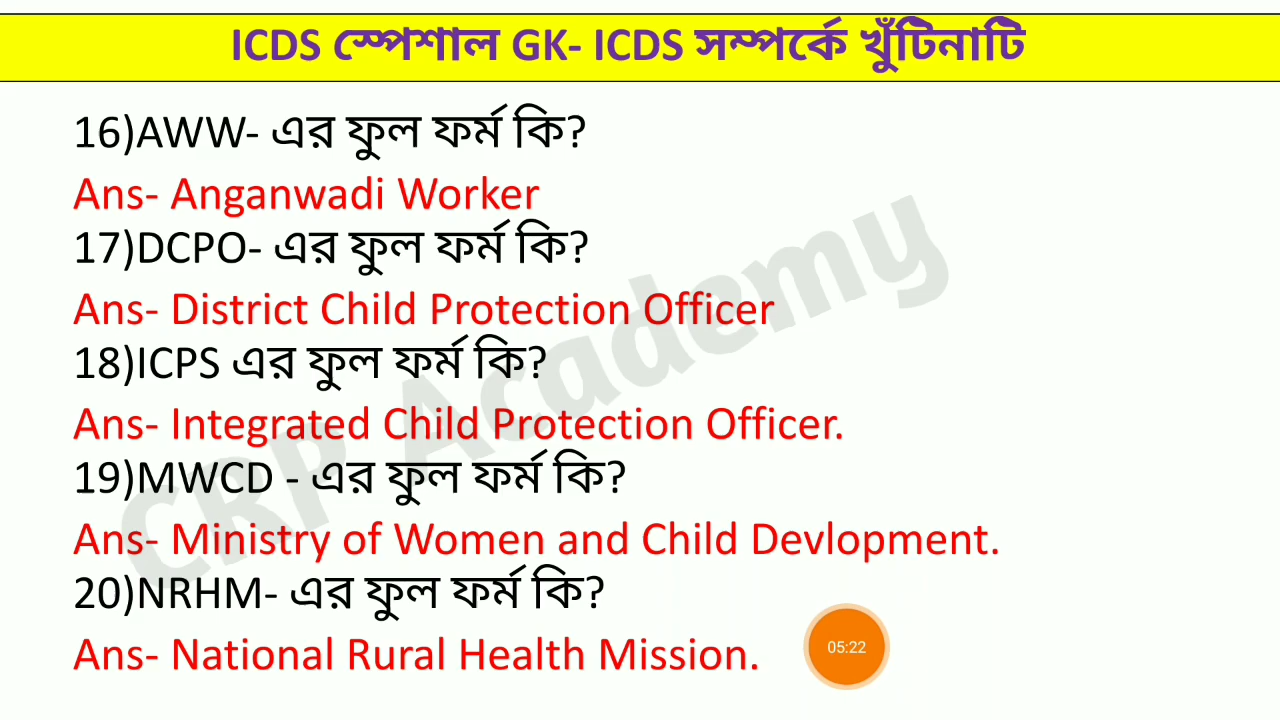 ICDS স্পেশাল GK- ICDS সম্পর্কে খুঁটিনাটি
16)AWW- এর ফুল ফর্ম কি?
Ans- Anganwadi Worker
17)DCPO- এর ফুল ফর্ম কি?
Ans- District Child Protection Officer
18)ICPS এর ফুল ফর্ম কি?
Ans- Integrated Child Protection Officer.
19)MWCD - এর ফুল ফর্ম কি?
Ans- Ministry of Women and Child Devlopment.
20)NRHM- এর ফুল ফর্ম কি?
Ans- National Rural Health Mission.
05:22
CRP Academy